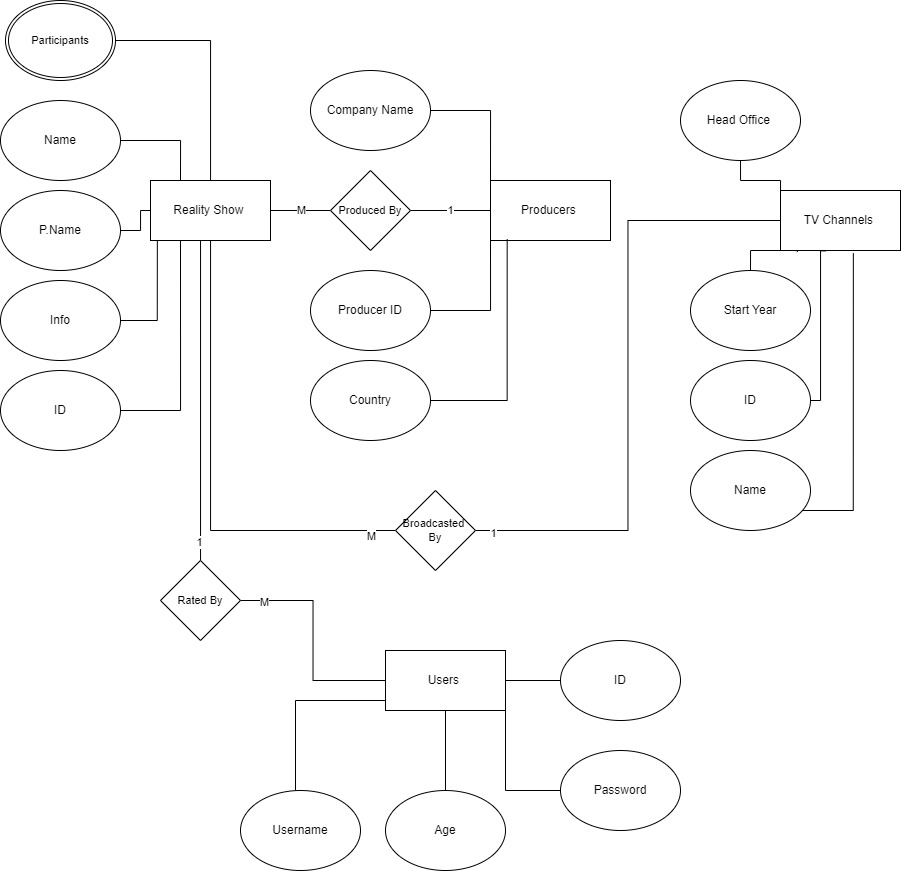 Participants
Company Name
Head Office
Name
Reality Show
M
Produced By
1
Producers
TV Channels
P.Name
Info
Producer ID
Start Year
ID
Country
ID
Name
Broadcasted
By
M
1
1
Rated By
M
Users
ID
Password
Username
Age